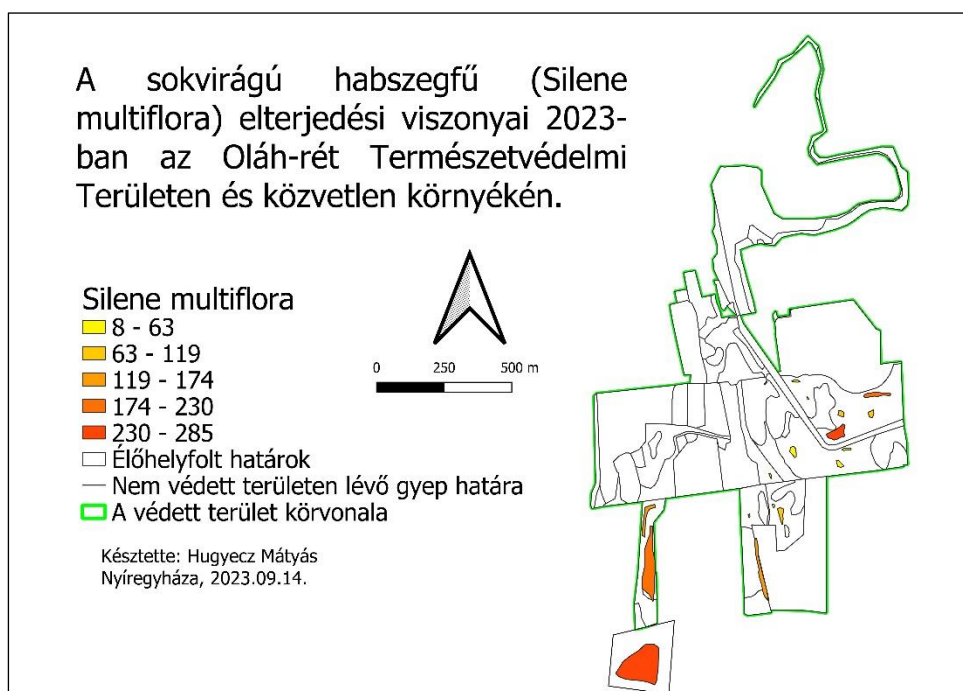 A sokvirágú habszegfű (Silene
multiflora) elterjedési viszonyai 2023-
ban az Oláh-rét Természetvédelmi
Területen és közvetlen környékén.
Silene multiflora
8 - 63
63 - 119
119 - 174
174 - 230
230 - 285
Élőhelyfolt határok
Nem védett területen lévő gyep határa
A védett terület körvonala
0 250 500 m
Késztette: Hugyecz Mátyás
Nyíregyháza, 2023.09.14.